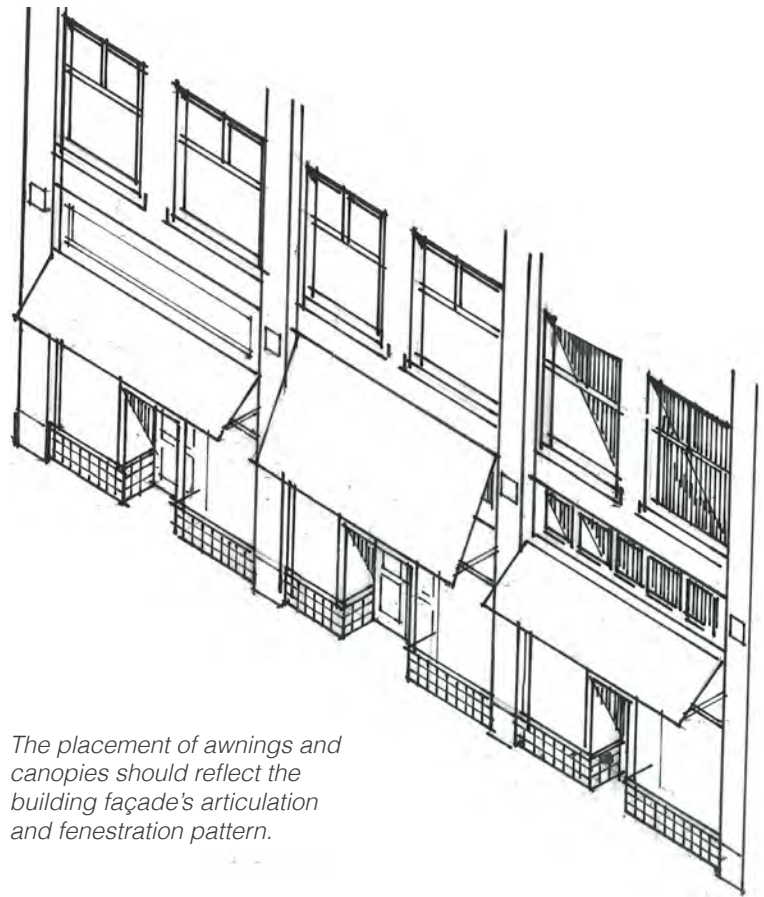 The placement of awnings and
canopies should reflect the
building façade's articulation
and fenestration pattern.